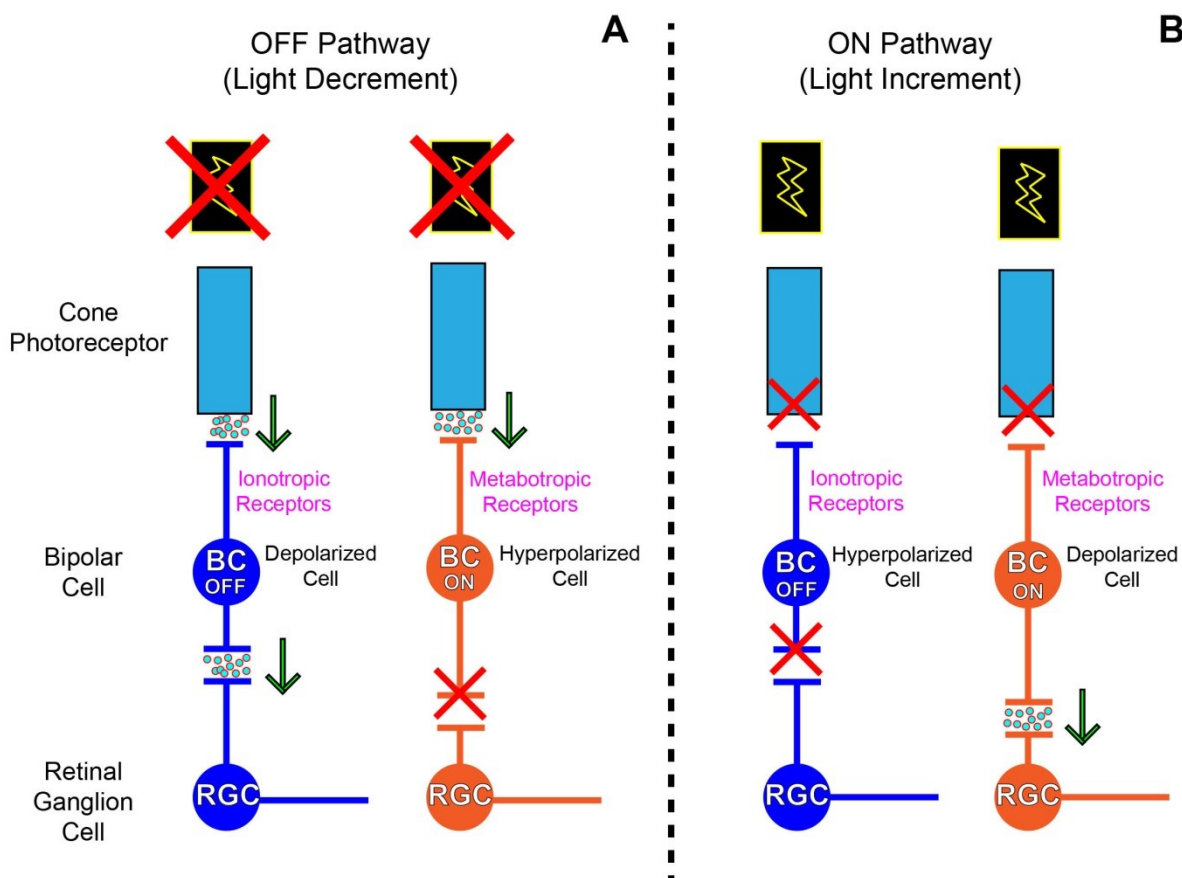 OFF Pathway
(Light Decrement)
A
ON Pathway
(Light Increment)
B
Cone
Photoreceptor
Ionotropic
Receptors
Metabotropic
Receptors
Ionotropic
Receptors
Metabotropic
Receptors
Bipolar
Cell
BC
OFF
Depolarized
Cell
BC
ON
Hyperpolarized
Cell
BC
OFF
Hyperpolarized
Cell
BC
ON
Depolarized
Cell
Retinal
Ganglion
Cell
RGC
RGC
RGC
RGC